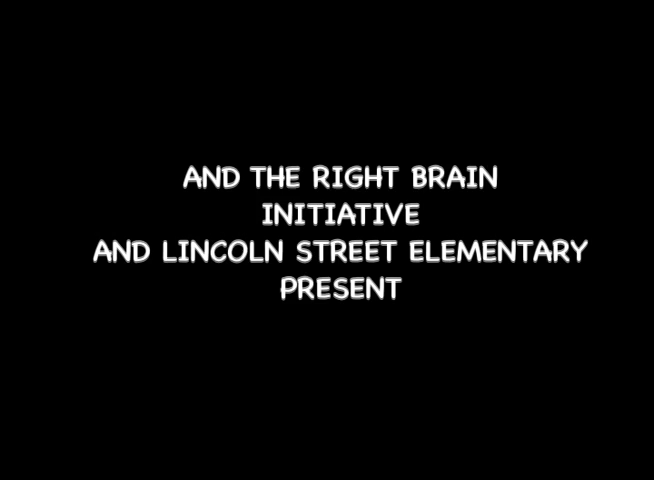 AND THE RIGHT BRAIN
INITIATIVE
AND LINCOLN STREET ELEMENTARY
PRESENT